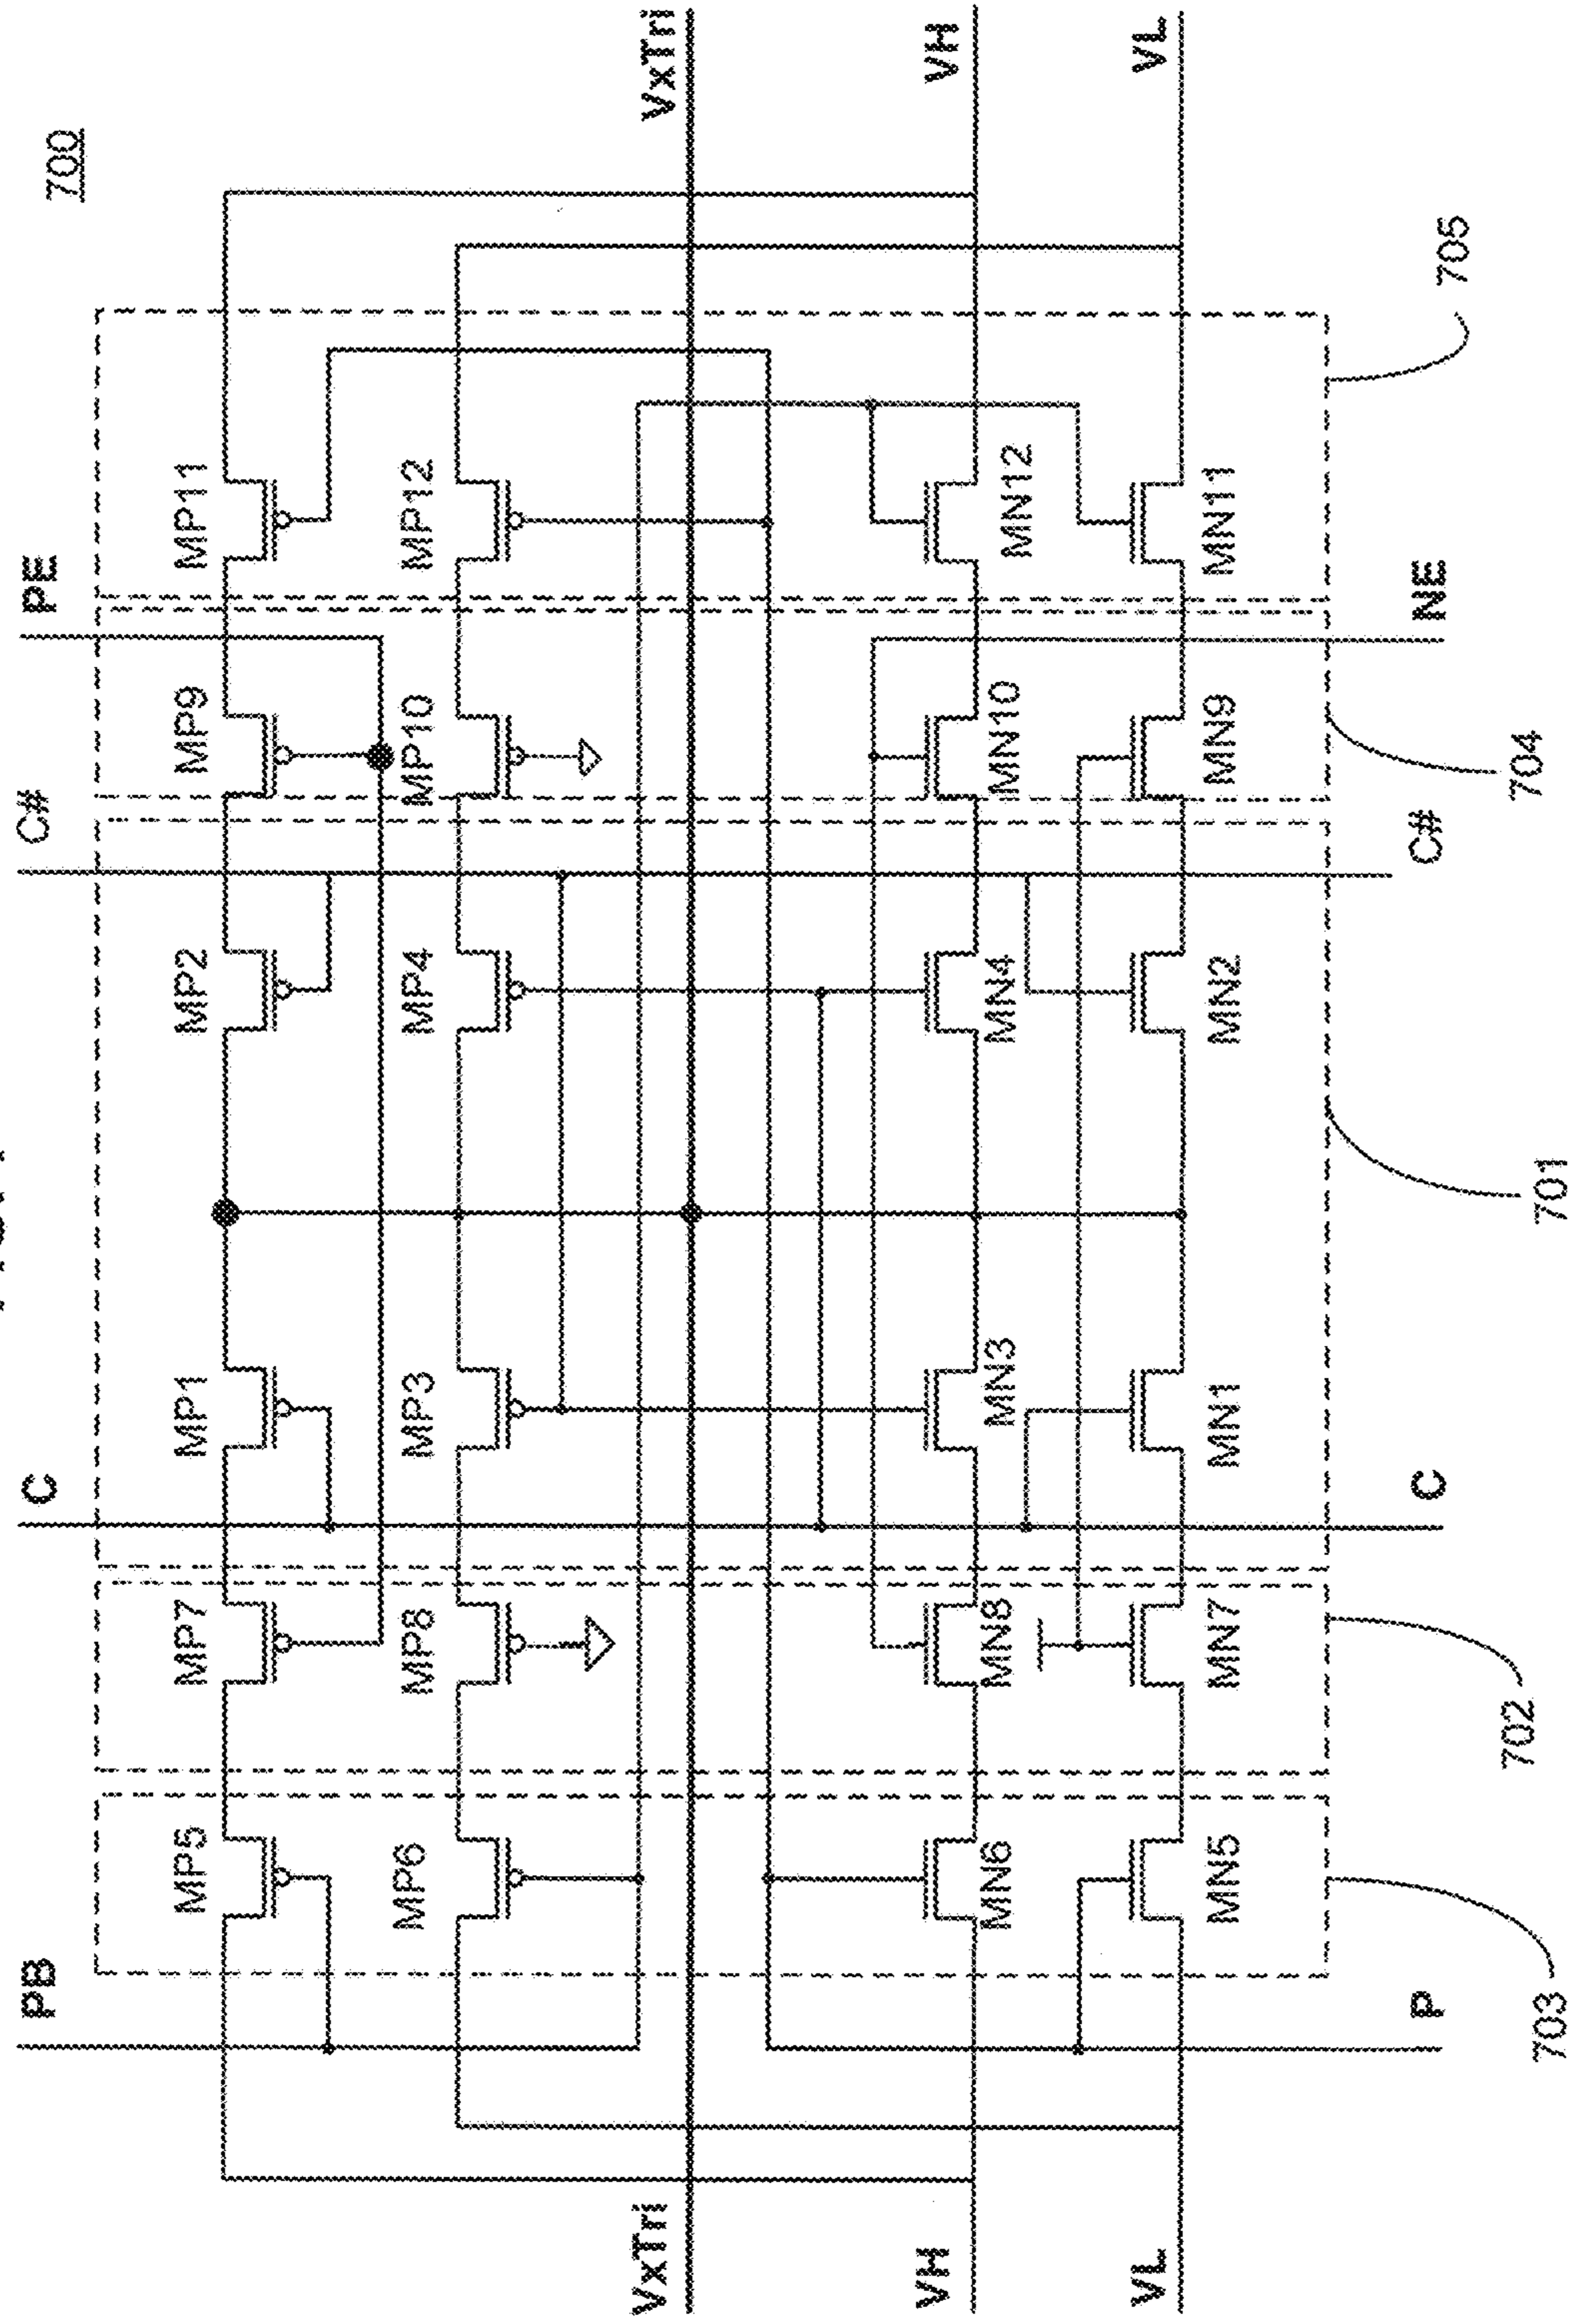 700
VxTri
VH
VL
PE
C#
C
PB
MP11
MP12
MN12
MN11
MP9
MP10
MN10
MN9
MP2
MP4
MN4
MN2
MP1
MP3
MN3
MN1
MP7
MP8
MN8
MN7
MP5
MP6
MN6
MN5
NE
C#
C
P
705
704
701
702
703
VxTri
VH
VL